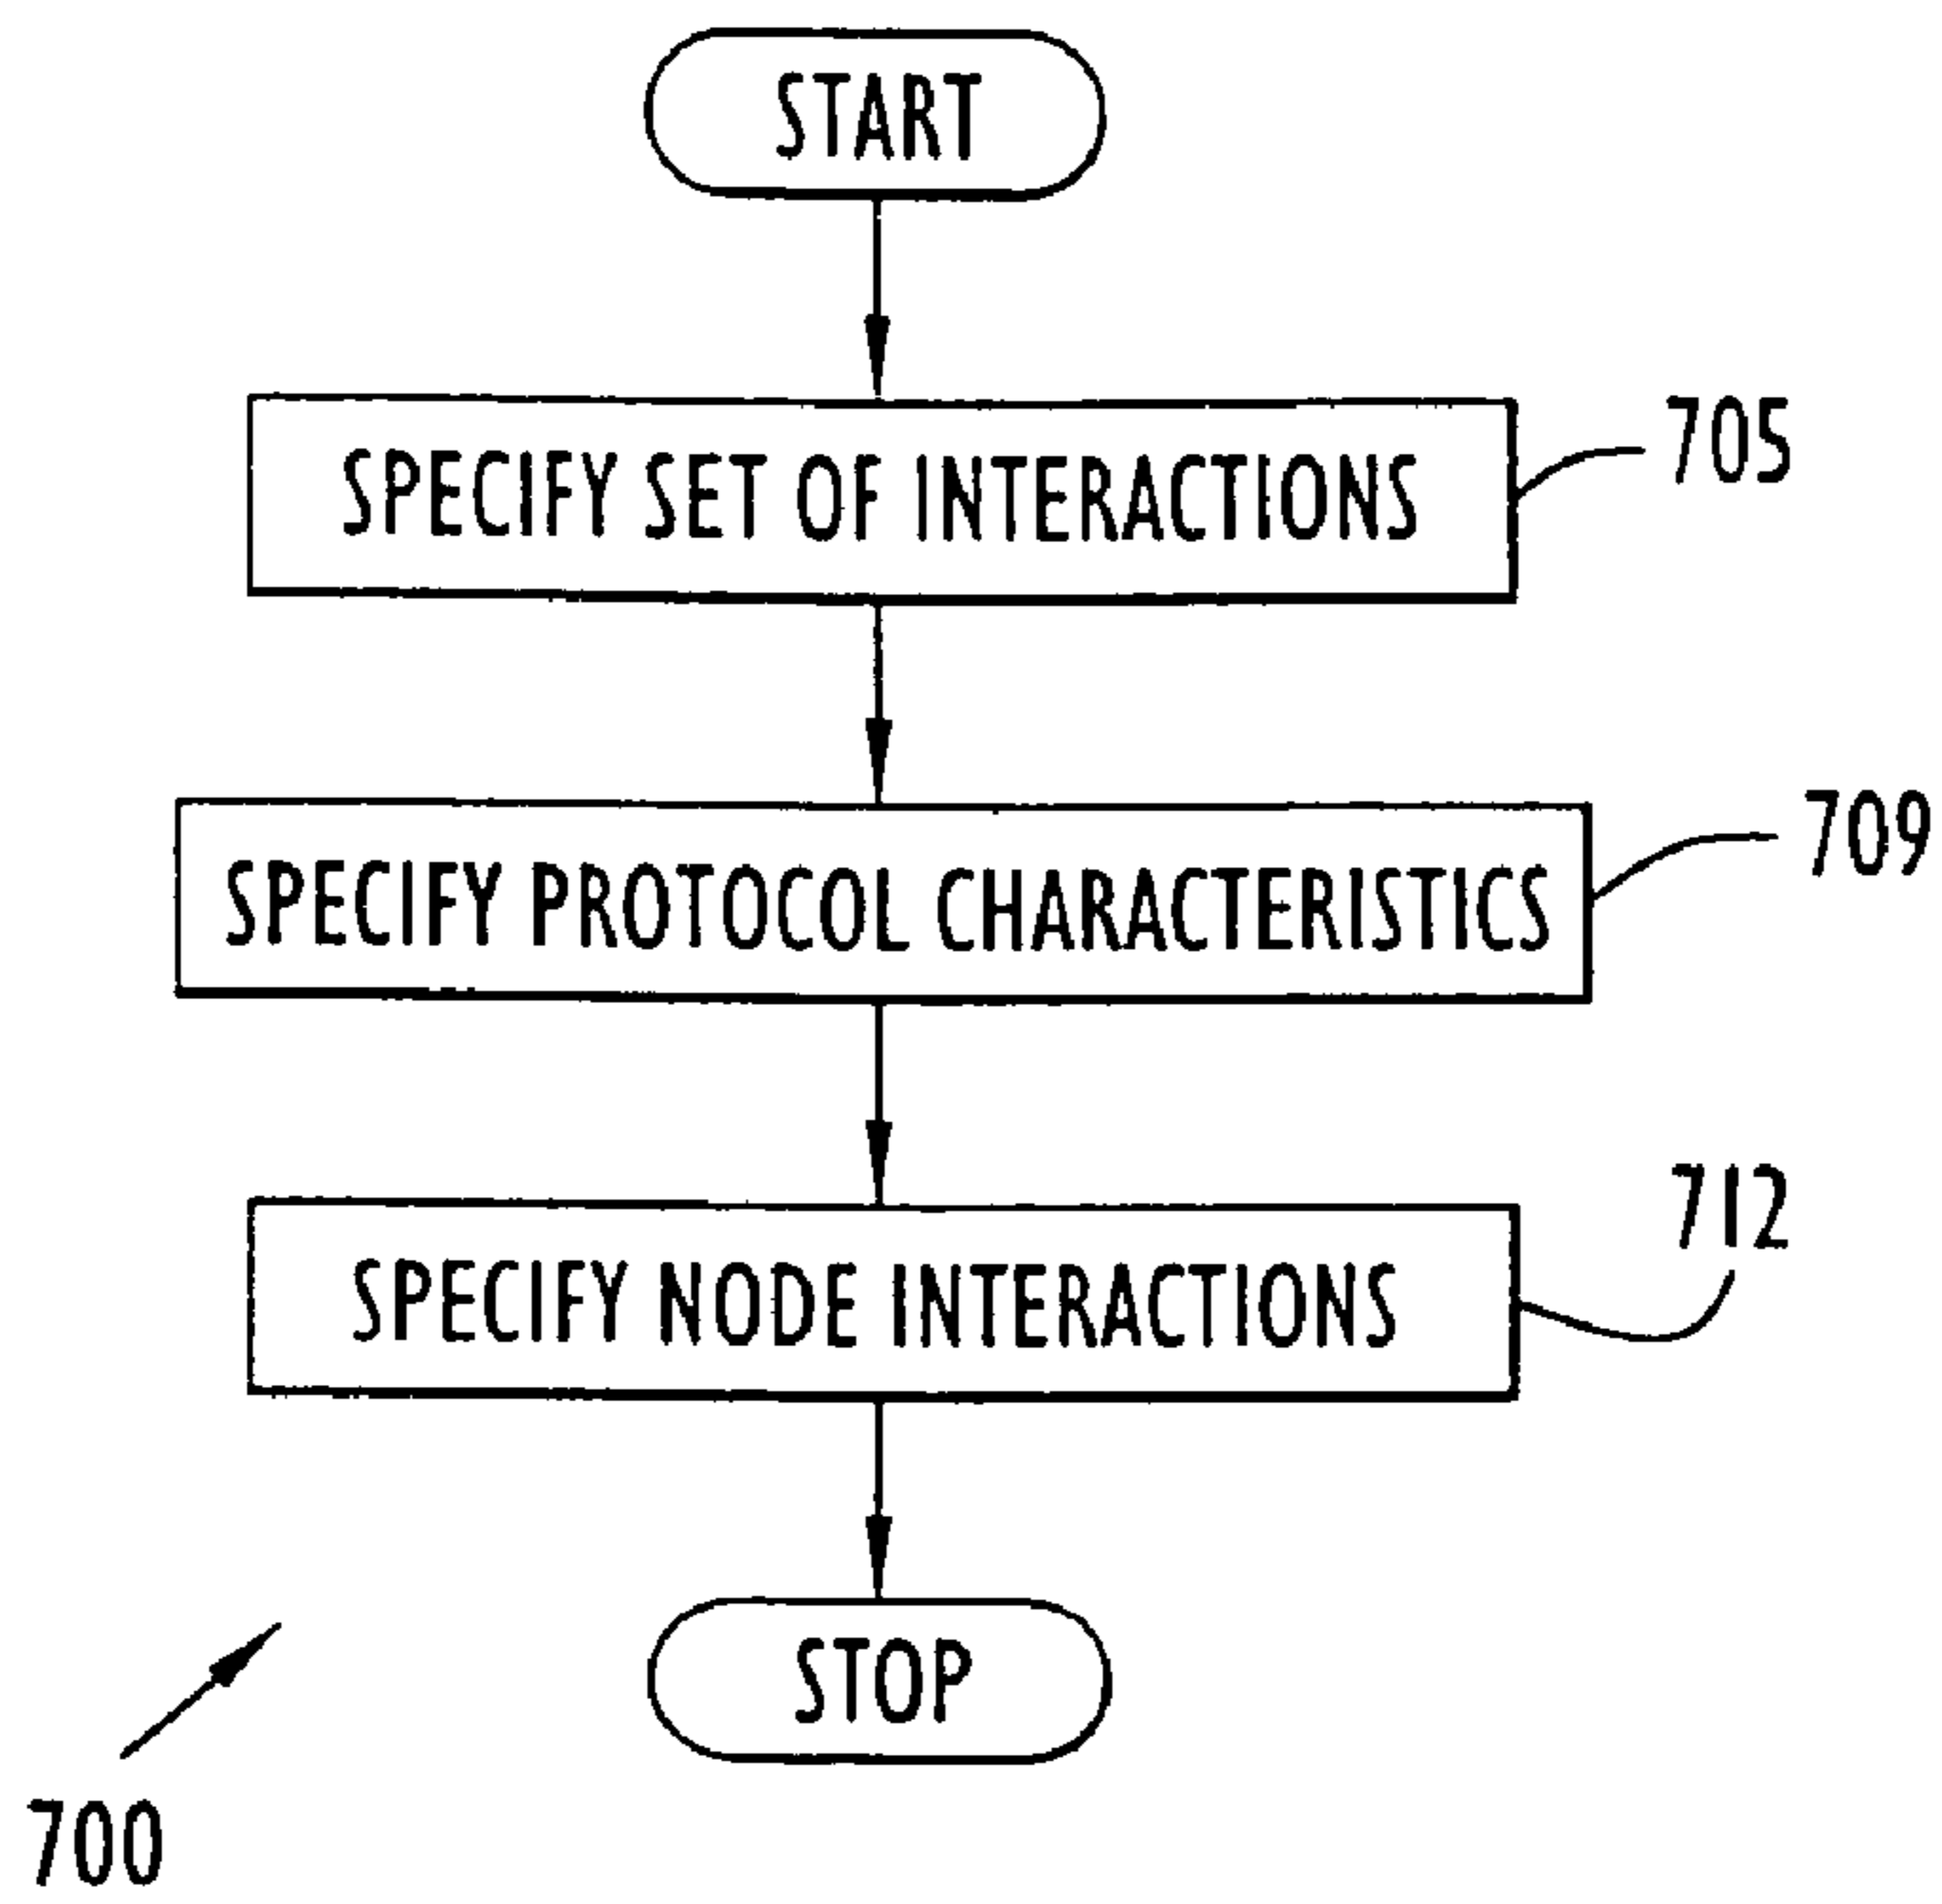 START
SPECIFY SET OF INTERACTIONS
705
SPECIFY PROTOCOL CHARACTERISTICS
709
SPECIFY NODE INTERACTIONS
712
STOP
700